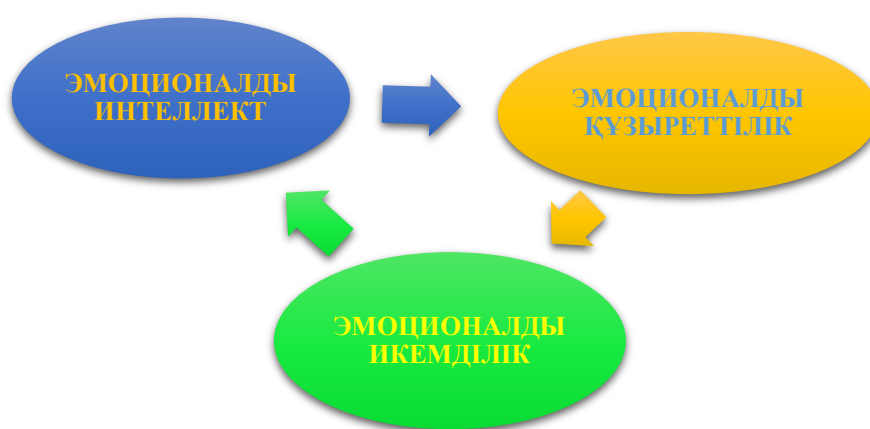 ЭМОЦИОНАЛДЫ
ИНТЕЛЛЕКТ
ЭМОЦИОНАЛДЫ
ҚҰЗЫРЕТТІЛІК
ЭМОЦИОНАЛДЫ
ИКЕМДІЛІК